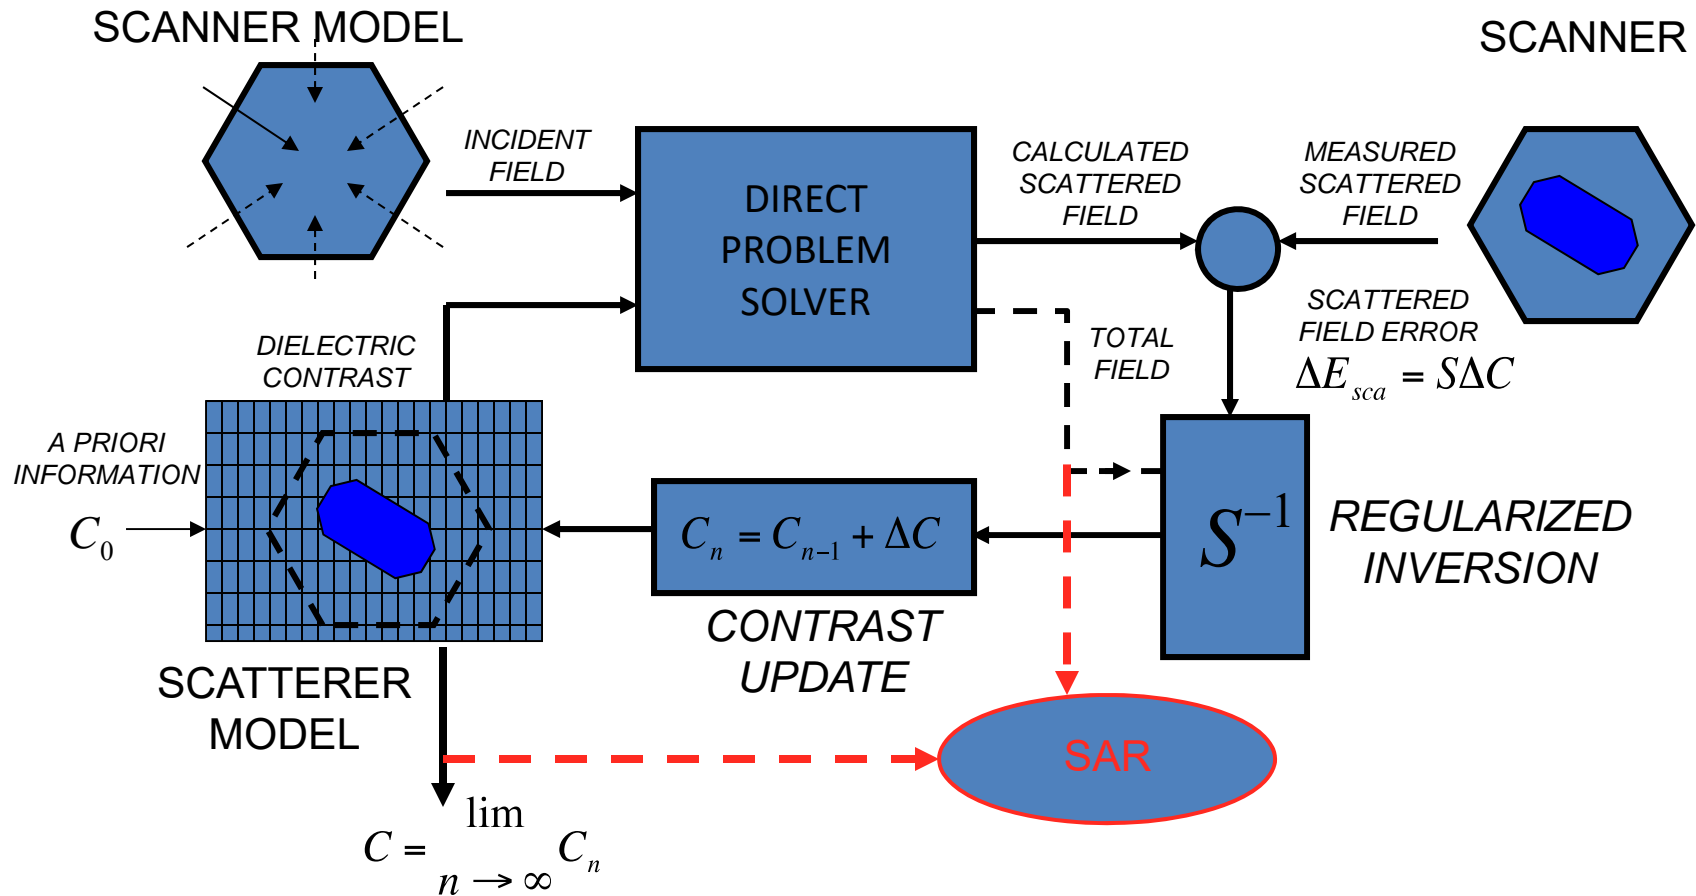 SCANNER MODEL
SCANNER
INCIDENT
FIELD
DIRECT
PROBLEM
SOLVER
CALCULATED
SCATTERED
FIELD
MEASURED
SCATTERED
FIELD
SCATTERED
FIELD ERROR
ΔE_sca = SΔC
TOTAL
FIELD
DIELECTRIC
CONTRAST
A PRIORI
INFORMATION
C_0
C_n = C_{n-1} + ΔC
CONTRAST
UPDATE
S^{-1}
REGULARIZED
INVERSION
SCATTERER
MODEL
SAR
lim
C = C_n
n → ∞